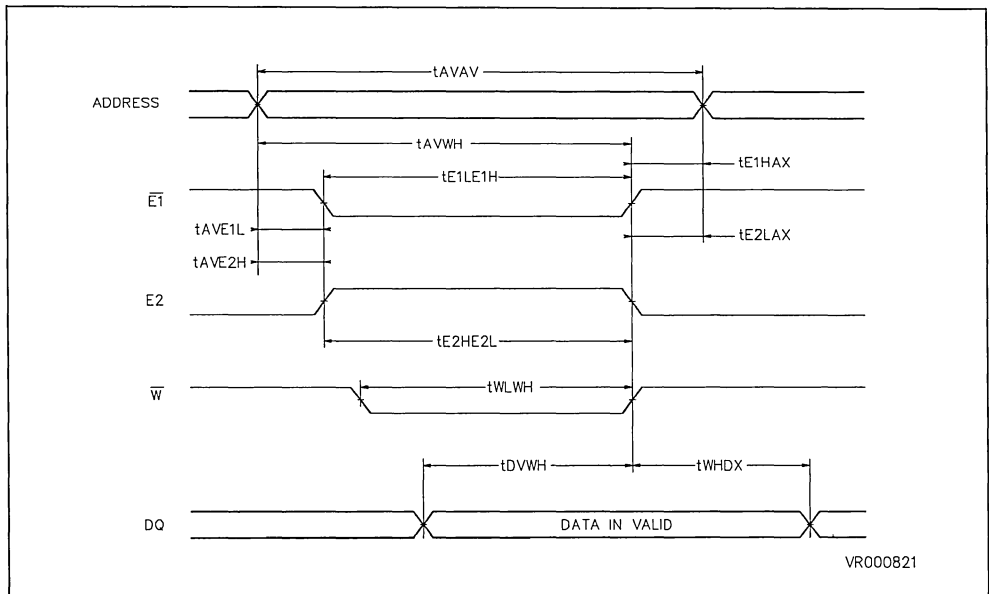 tAVAV
ADDRESS
tAVWH
tE1HAX
tE1LE1H
E1
tAVE1L
tE2LAX
tAVE2H
E2
tE2HE2L
W
tWLWH
tDVWH
tWHDX
DQ
DATA IN VALID
VR000821